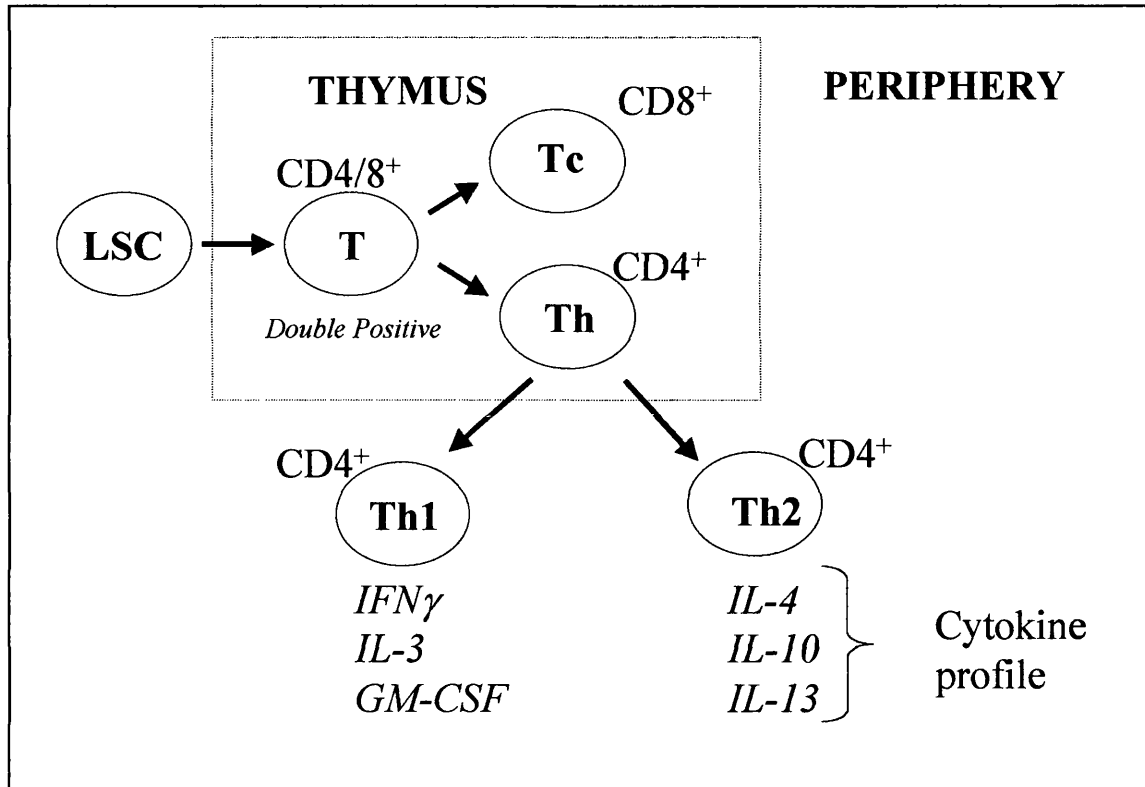 THYMUS
PERIPHERY
CD8⁺
Tc
CD4/8⁺
LSC
T
CD4⁺
Th
Double Positive
CD4⁺
Th1
CD4⁺
Th2
IFNγ
IL-3
GM-CSF
IL-4
IL-10
IL-13
Cytokine
profile